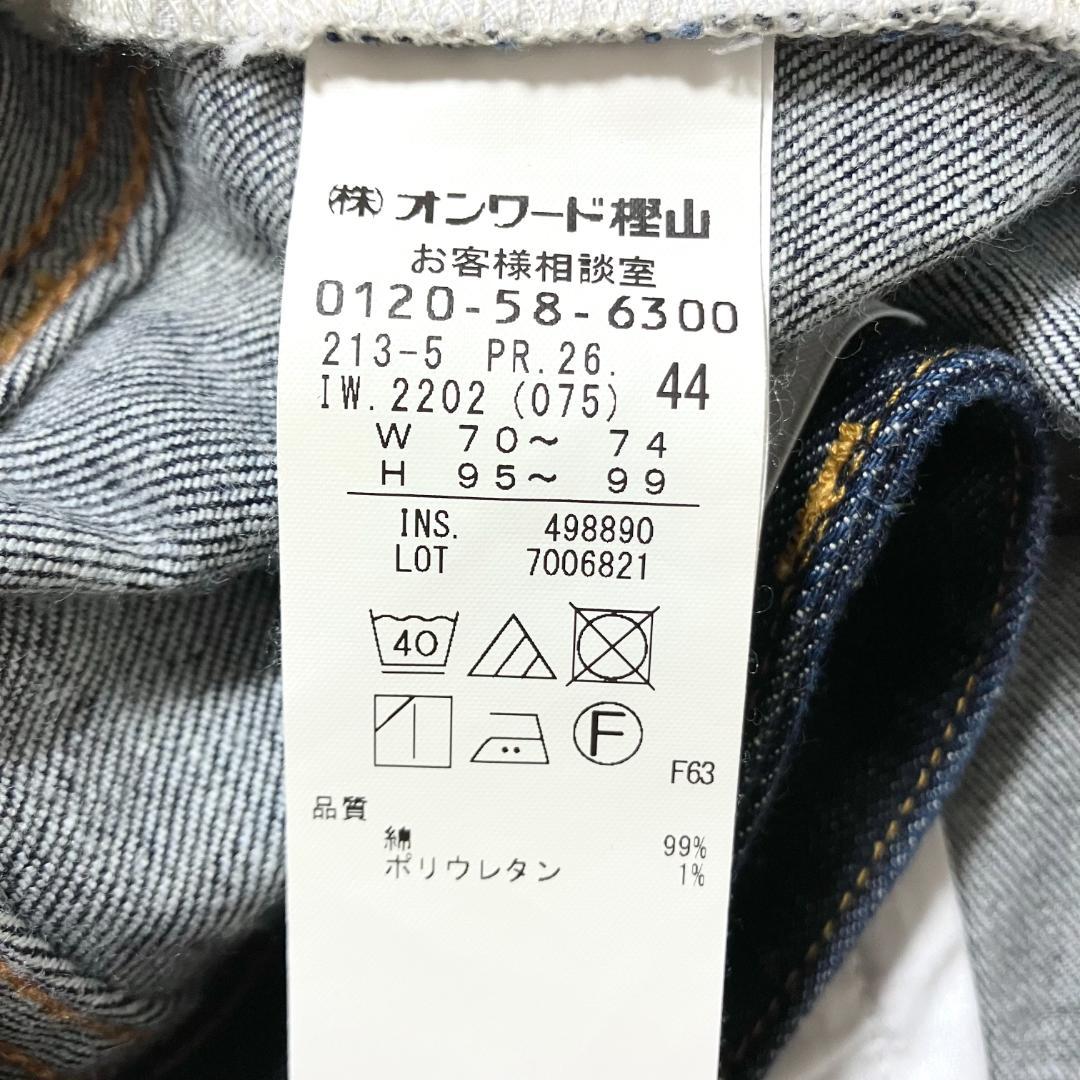 (株)オンワード樫山
お客様相談室
0120-58-6300
213-5 PR.26.
IW.2202 (075) 44
W 70～ 74
H 95～ 99
INS. 498890
LOT 7006821
40
F
F63
品質
綿 99%
ポリウレタン 1%